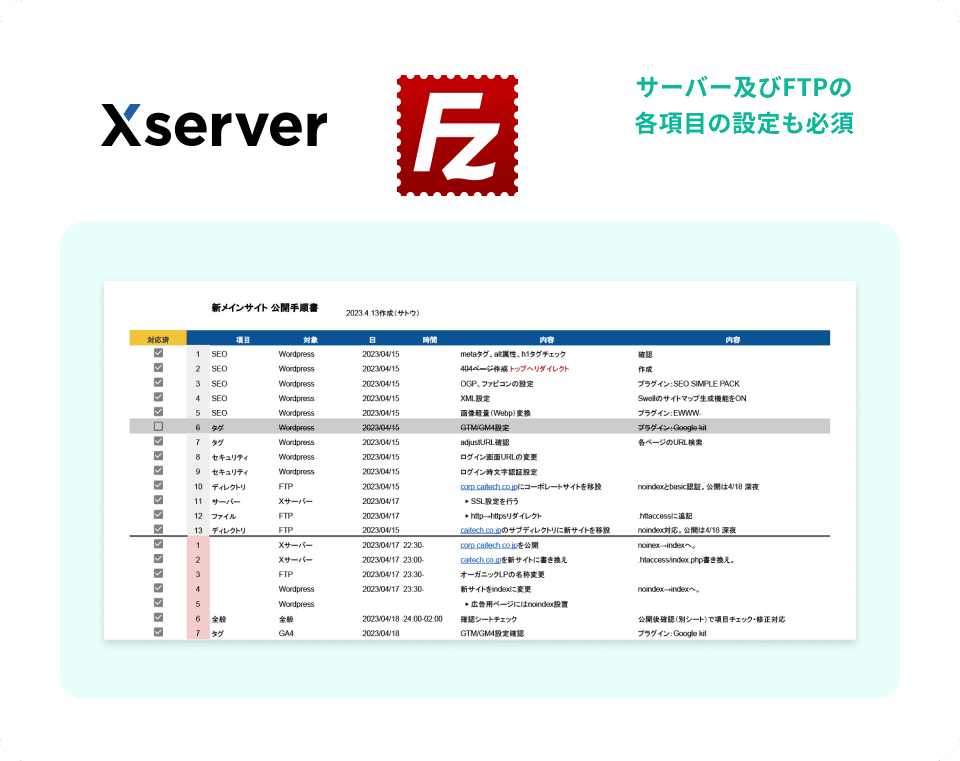 Xserver
Fz
サーバー及びFTPの
各項目の設定も必須
新メインサイト 公開手順書 2023.4.13作成（サトウ）
対応済 項目 対象 日 時間 内容 内容
1 SEO Wordpress 2023/04/15 metaタグ、alt属性、h1タグチェック 確認
2 SEO Wordpress 2023/04/15 404ページ作成 トップへリダイレクト 作成
3 SEO Wordpress 2023/04/15 OGP、ファビコンの設定 プラグイン：SEO SIMPLE PACK
4 SEO Wordpress 2023/04/15 XML設定 Swellのサイトマップ生成機能をON
5 SEO Wordpress 2023/04/15 画像軽量（Webp）変換 プラグイン：EWWW-
6 タグ Wordpress 2023/04/15 GTM/GM4設定 プラグイン：Google kit
7 タグ Wordpress 2023/04/15 adjustURL確認 各ページのURL検索
8 セキュリティ Wordpress 2023/04/15 ログイン画面URLの変更
9 セキュリティ Wordpress 2023/04/15 ログイン時文字認証設定
10 ディレクトリ FTP 2023/04/15 corp.caitech.co.jpにコーポレートサイトを移設 noindexとbasic認証。公開は4/18 深夜
11 サーバー Xサーバー 2023/04/17 ▸SSL設定を行う
12 ファイル FTP 2023/04/17 ▸http→httpsリダイレクト .httaccessに追記
13 ディレクトリ FTP 2023/04/15 caitech.co.jpのサブディレクトリに新サイトを移設 noindex対応。公開は4/18 深夜
1 Xサーバー 2023/04/17 22:30- corp.caitech.co.jpを公開 noinex→indexへ。
2 Xサーバー 2023/04/17 23:00- caitech.co.jpを新サイトに書き換え .htaccess/index.php書き換え。
3 FTP 2023/04/17 23:30- オーガニックLPの名称変更
4 Wordpress 2023/04/17 23:30- 新サイトをindexに変更 noindex→indexへ。
5 Wordpress ▸広告用ページにはnoindex設置
6 全般 全般 2023/04/18 24:00-02:00 確認シートチェック 公開後確認（別シート）で項目チェック・修正対応
7 タグ GA4 2023/04/18 GTM/GM4設定確認 プラグイン：Google kit